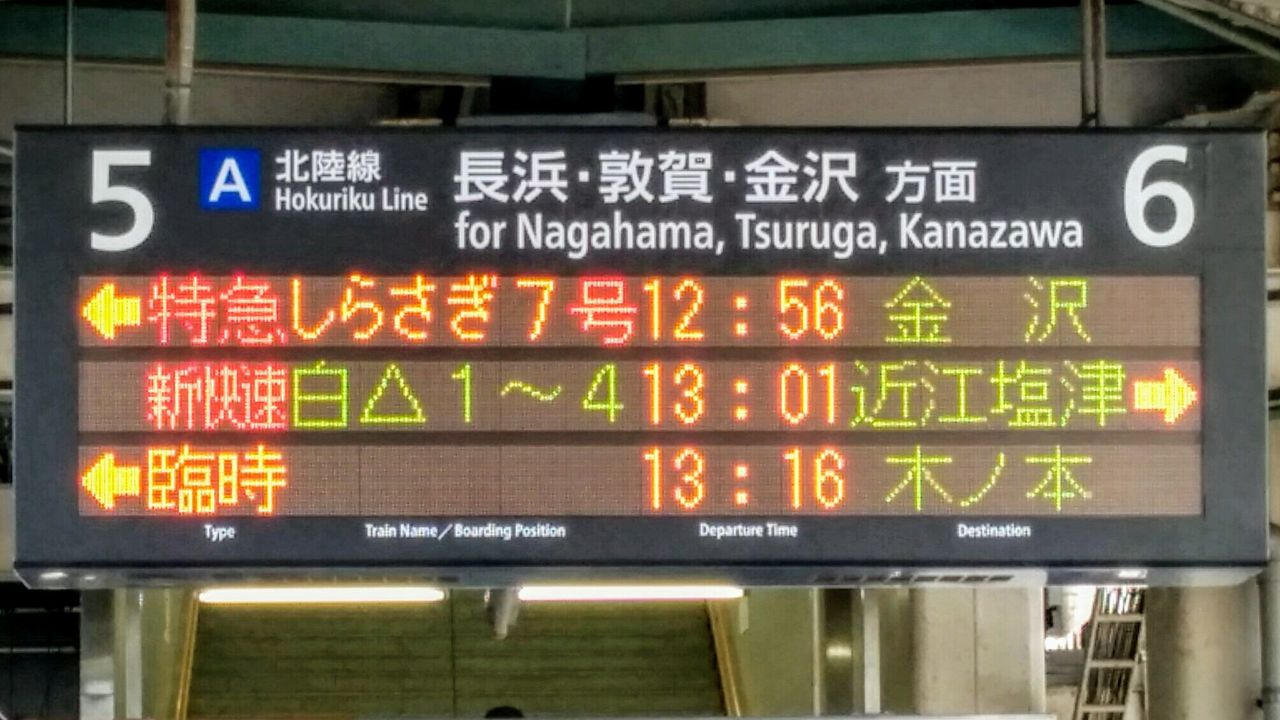 5 A 北陸線 長浜・敦賀・金沢 方面 6
Hokuriku Line for Nagahama, Tsuruga, Kanazawa
特急 しらさぎ 7号 12:56 金 沢
新快速 白△1～4 13:01 近江塩津
臨時 13:16 木ノ本
Type Train Name／Boarding Position Departure Time Destination